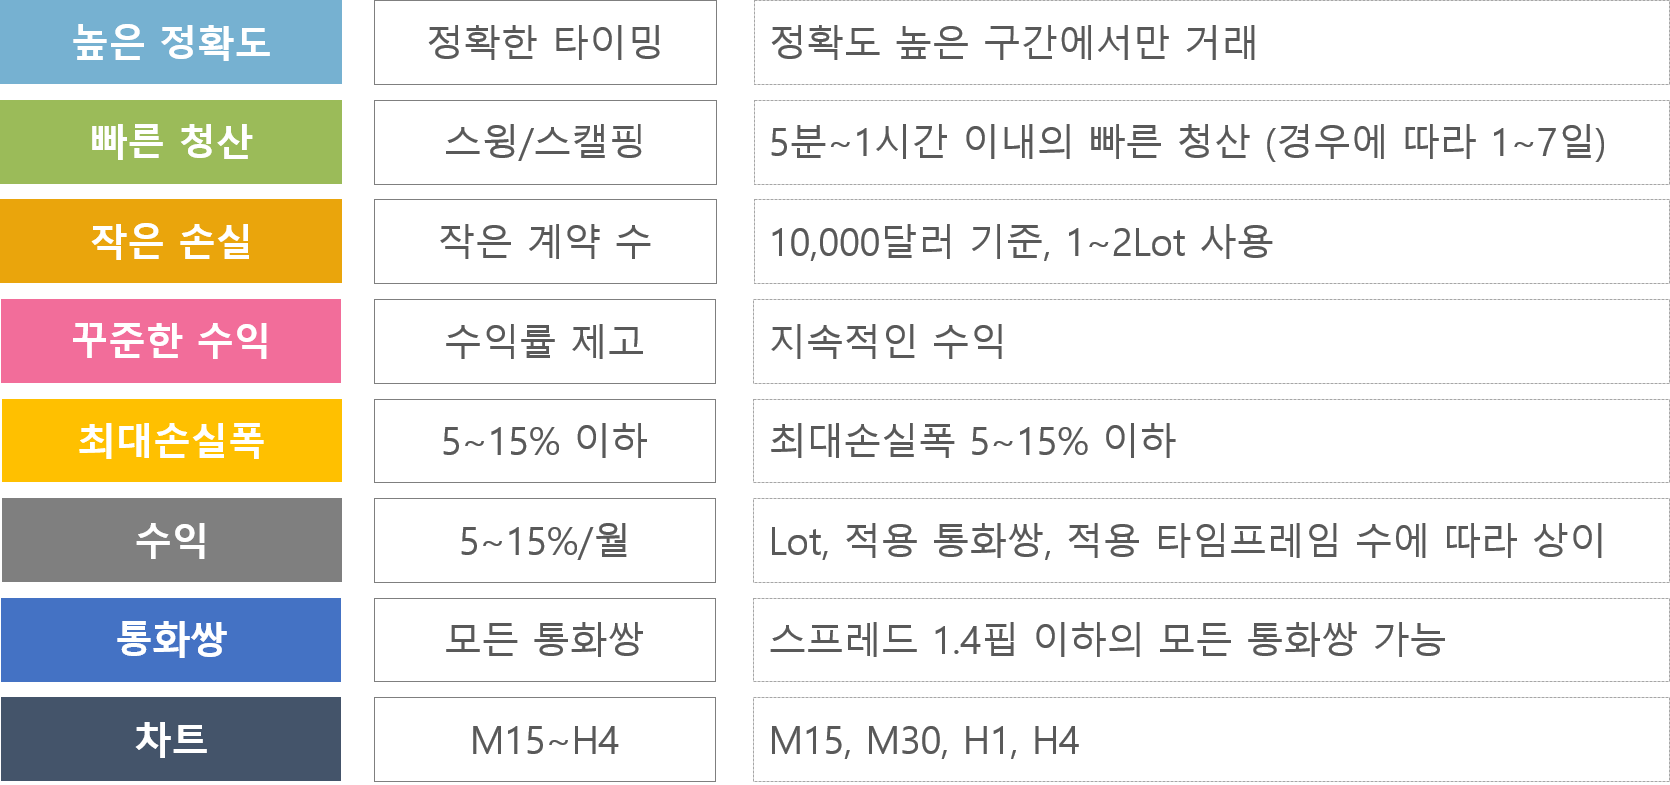 높은 정확도 정확한 타이밍 정확도 높은 구간에서만 거래
빠른 청산 스윙/스캘핑 5분~1시간 이내의 빠른 청산 (경우에 따라 1~7일)
작은 손실 작은 계약 수 10,000달러 기준, 1~2Lot 사용
꾸준한 수익 수익률 제고 지속적인 수익
최대손실폭 5~15% 이하 최대손실폭 5~15% 이하
수익 5~15%/월 Lot, 적용 통화쌍, 적용 타임프레임 수에 따라 상이
통화쌍 모든 통화쌍 스프레드 1.4핍 이하의 모든 통화쌍 가능
차트 M15~H4 M15, M30, H1, H4